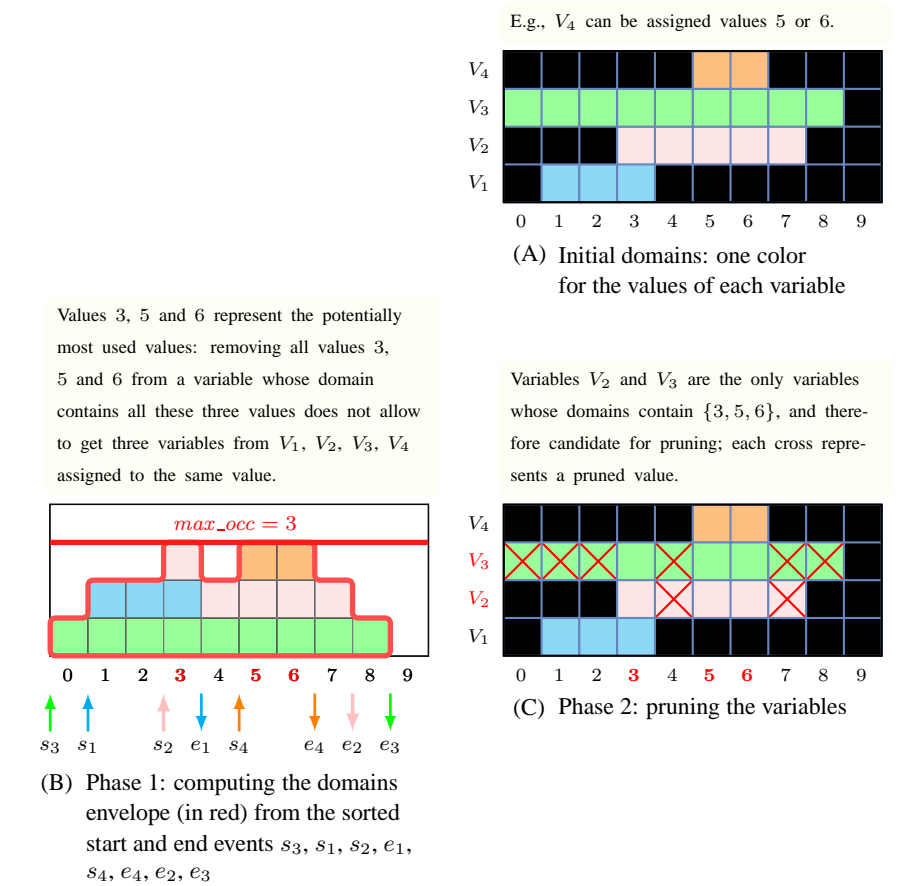 E.g., V4 can be assigned values 5 or 6.
V4
V3
V2
V1
0 1 2 3 4 5 6 7 8 9
(A) Initial domains: one color
for the values of each variable
Values 3, 5 and 6 represent the potentially
most used values: removing all values 3,
5 and 6 from a variable whose domain
contains all these three values does not allow
to get three variables from V1, V2, V3, V4
assigned to the same value.
max_occ = 3
0 1 2 3 4 5 6 7 8 9
s3 s1 s2 e1 s4 e4 e2 e3
(B) Phase 1: computing the domains
envelope (in red) from the sorted
start and end events s3, s1, s2, e1,
s4, e4, e2, e3
Variables V2 and V3 are the only variables
whose domains contain {3, 5, 6}, and there-
fore candidate for pruning; each cross repre-
sents a pruned value.
V4
V3
V2
V1
0 1 2 3 4 5 6 7 8 9
(C) Phase 2: pruning the variables